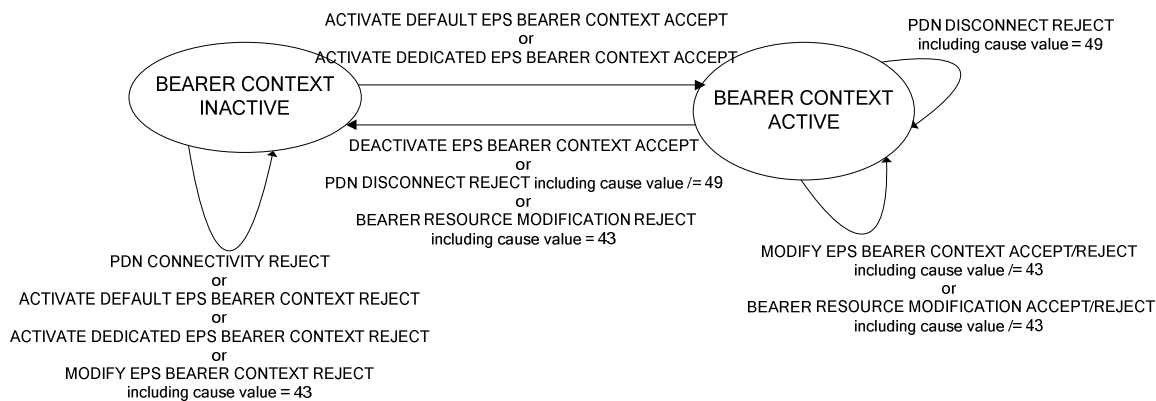 ACTIVATE DEFAULT EPS BEARER CONTEXT ACCEPT
or
ACTIVATE DEDICATED EPS BEARER CONTEXT ACCEPT
PDN DISCONNECT REJECT
including cause value = 49
BEARER CONTEXT
INACTIVE
BEARER CONTEXT
ACTIVE
DEACTIVATE EPS BEARER CONTEXT ACCEPT
or
PDN DISCONNECT REJECT including cause value /= 49
or
BEARER RESOURCE MODIFICATION REJECT
including cause value = 43
PDN CONNECTIVITY REJECT
or
ACTIVATE DEFAULT EPS BEARER CONTEXT REJECT
or
ACTIVATE DEDICATED EPS BEARER CONTEXT REJECT
or
MODIFY EPS BEARER CONTEXT REJECT
including cause value = 43
MODIFY EPS BEARER CONTEXT ACCEPT/REJECT
including cause value /= 43
or
BEARER RESOURCE MODIFICATION ACCEPT/REJECT
including cause value /= 43